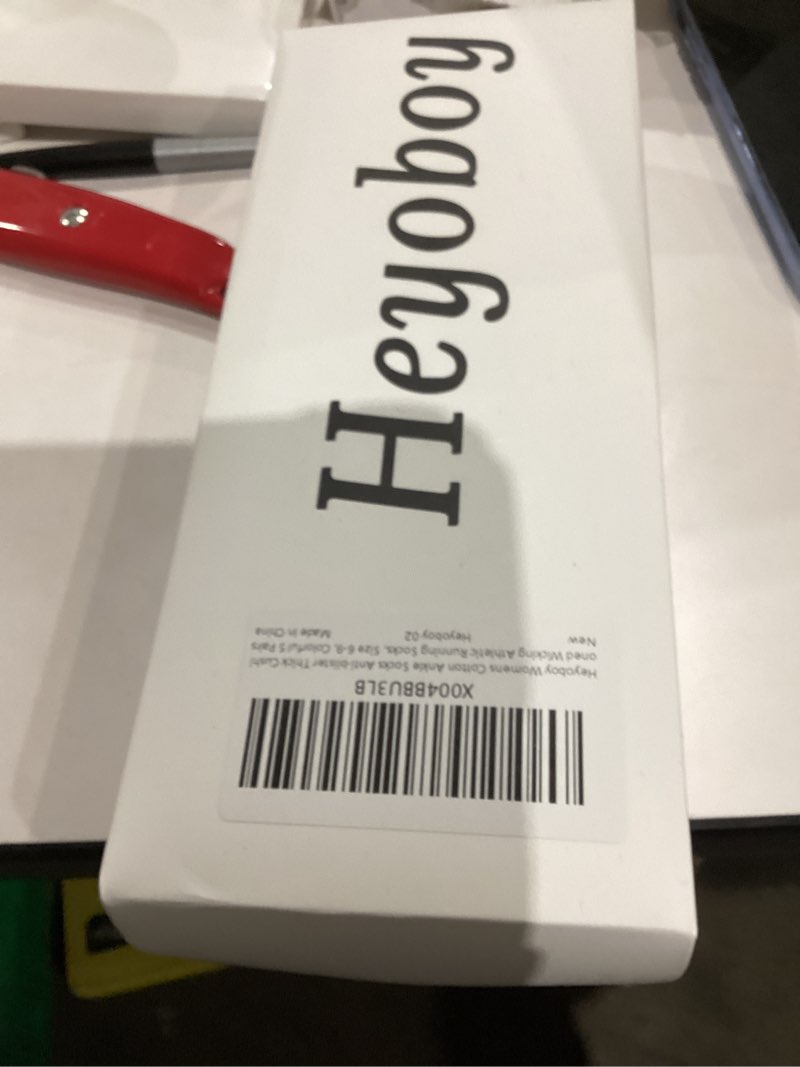 Heyoboy
X004BBU3LB
Heyoboy Womens Cotton Ankle Socks Anti-blister Thick Cushi
oned Wicking Athletic Running Socks, Size 6-9, Colorful 5 Pairs
New Heyoboy 02 Made in China